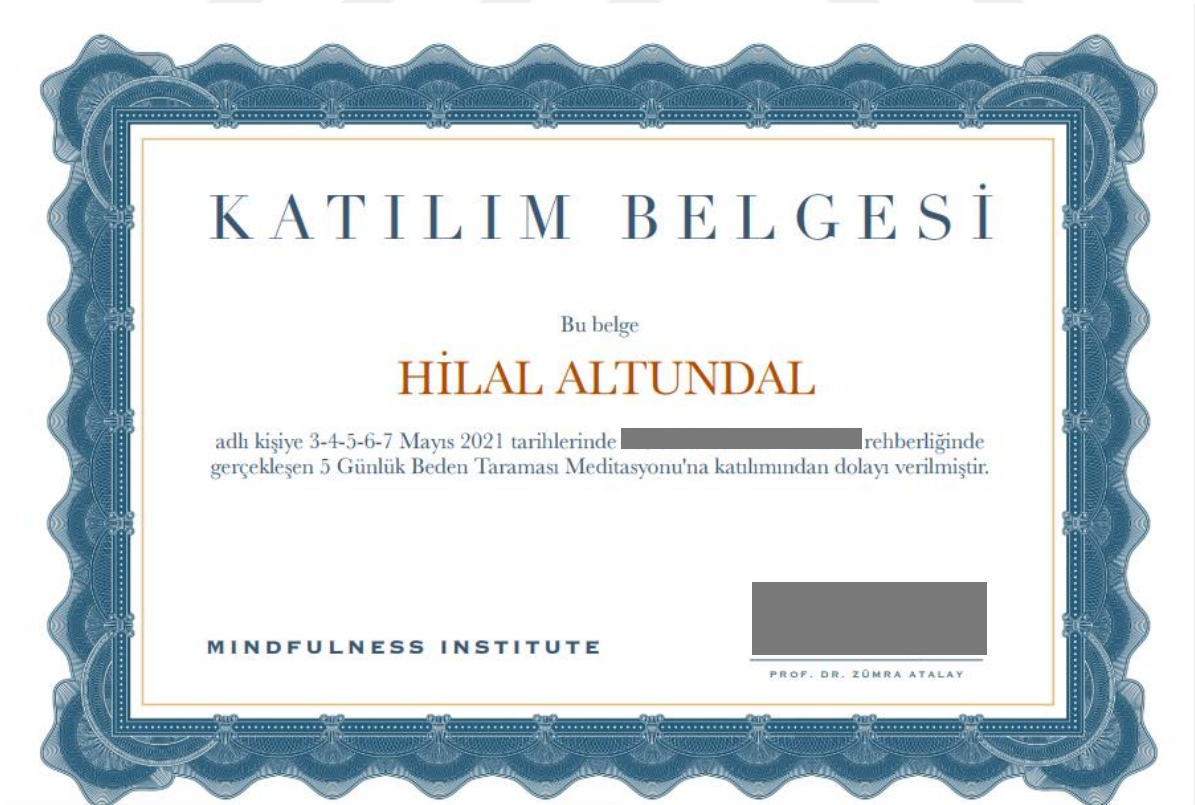 KATILIM BELGESİ
Bu belge
HİLAL ALTUNDAL
adlı kişiye 3-4-5-6-7 Mayıs 2021 tarihlerinde rehberliğinde
gerçekleşen 5 Günlük Beden Taraması Meditasyonu'na katılımından dolayı verilmiştir.
MINDFULNESS INSTITUTE
PROF. DR. ZÜMRA ATALAY